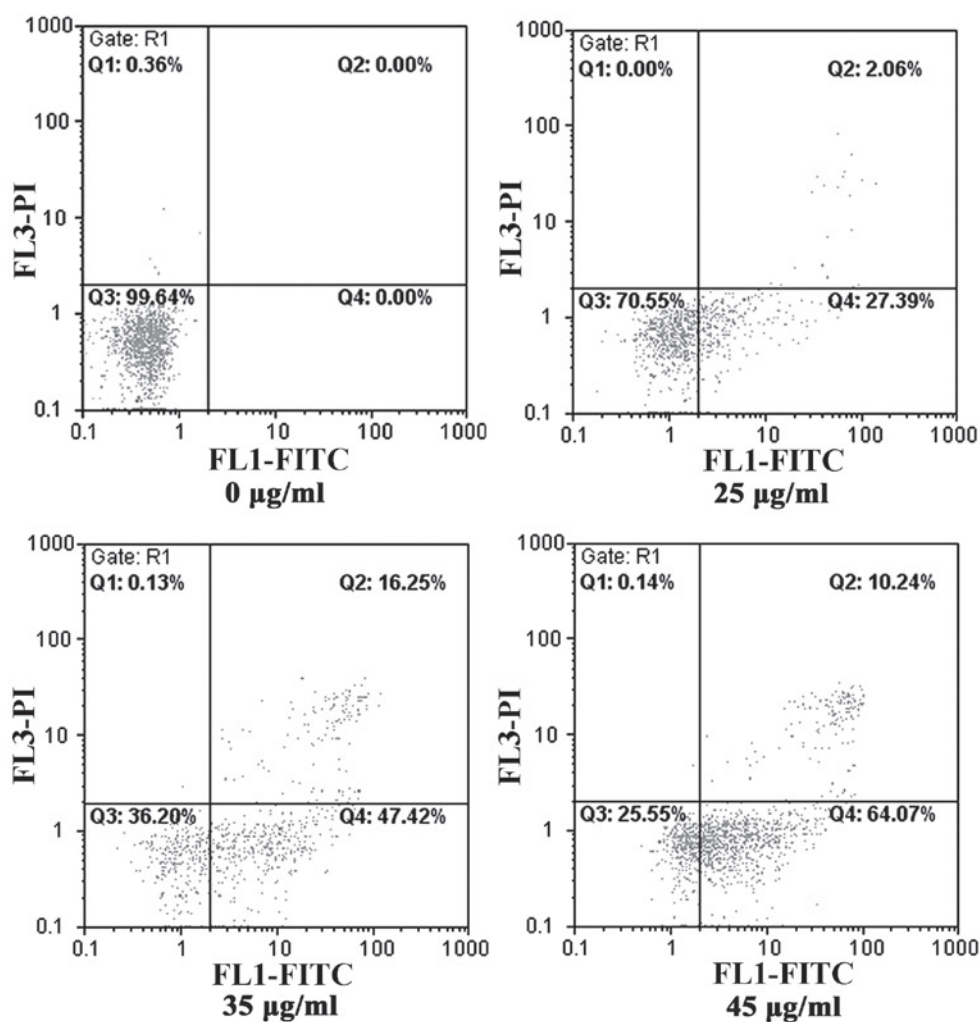 1000
Gate: R1
Q1: 0.36% Q2: 0.00%
100
FL3-PI
10
Q3: 99.64% Q4: 0.00%
1
0.1
0.1 1 10 100 1000
FL1-FITC
0 µg/ml
1000
Gate: R1
Q1: 0.00% Q2: 2.06%
100
FL3-PI
10
Q3: 70.55% Q4: 27.39%
1
0.1
0.1 1 10 100 1000
FL1-FITC
25 µg/ml
1000
Gate: R1
Q1: 0.13% Q2: 16.25%
100
FL3-PI
10
Q3: 36.20% Q4: 47.42%
1
0.1
0.1 1 10 100 1000
FL1-FITC
35 µg/ml
1000
Gate: R1
Q1: 0.14% Q2: 10.24%
100
FL3-PI
10
Q3: 25.55% Q4: 64.07%
1
0.1
0.1 1 10 100 1000
FL1-FITC
45 µg/ml